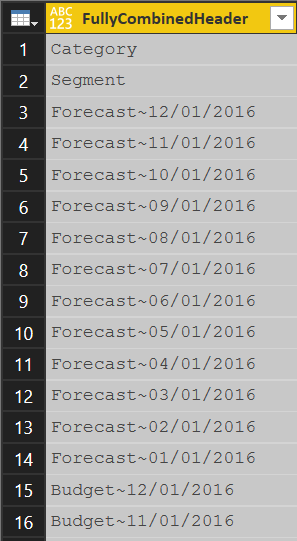 ABC 123 FullyCombinedHeader
1 Category
2 Segment
3 Forecast~12/01/2016
4 Forecast~11/01/2016
5 Forecast~10/01/2016
6 Forecast~09/01/2016
7 Forecast~08/01/2016
8 Forecast~07/01/2016
9 Forecast~06/01/2016
10 Forecast~05/01/2016
11 Forecast~04/01/2016
12 Forecast~03/01/2016
13 Forecast~02/01/2016
14 Forecast~01/01/2016
15 Budget~12/01/2016
16 Budget~11/01/2016